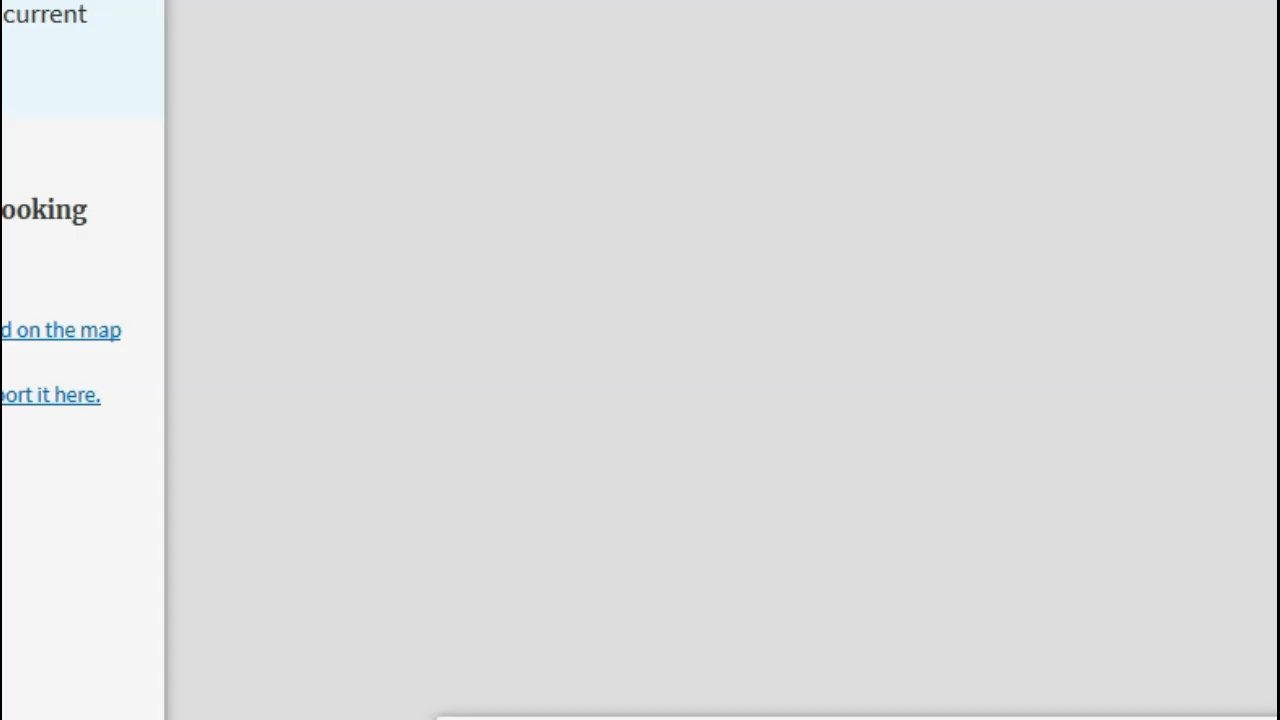 current
ooking
d on the map
ort it here.